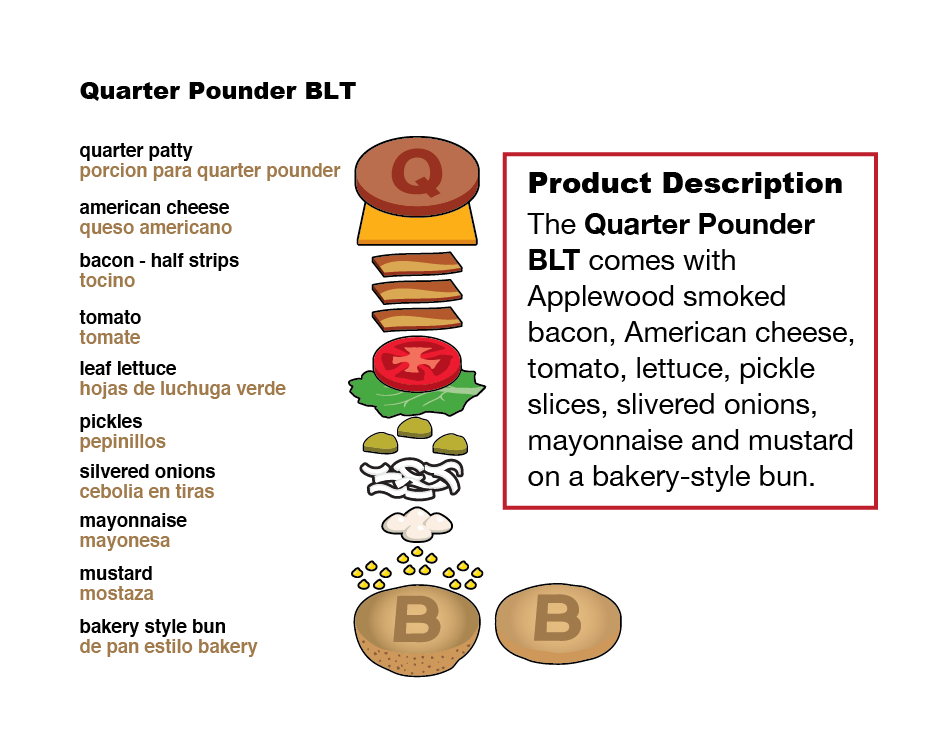 Quarter Pounder BLT
quarter patty
porcion para quarter pounder
american cheese
queso americano
bacon - half strips
tocino
tomato
tomate
leaf lettuce
hojas de luchuga verde
pickles
pepinillos
silvered onions
cebolia en tiras
mayonnaise
mayonesa
mustard
mostaza
bakery style bun
de pan estilo bakery
Q
B
B
Product Description
The Quarter Pounder
BLT comes with
Applewood smoked
bacon, American cheese,
tomato, lettuce, pickle
slices, slivered onions,
mayonnaise and mustard
on a bakery-style bun.